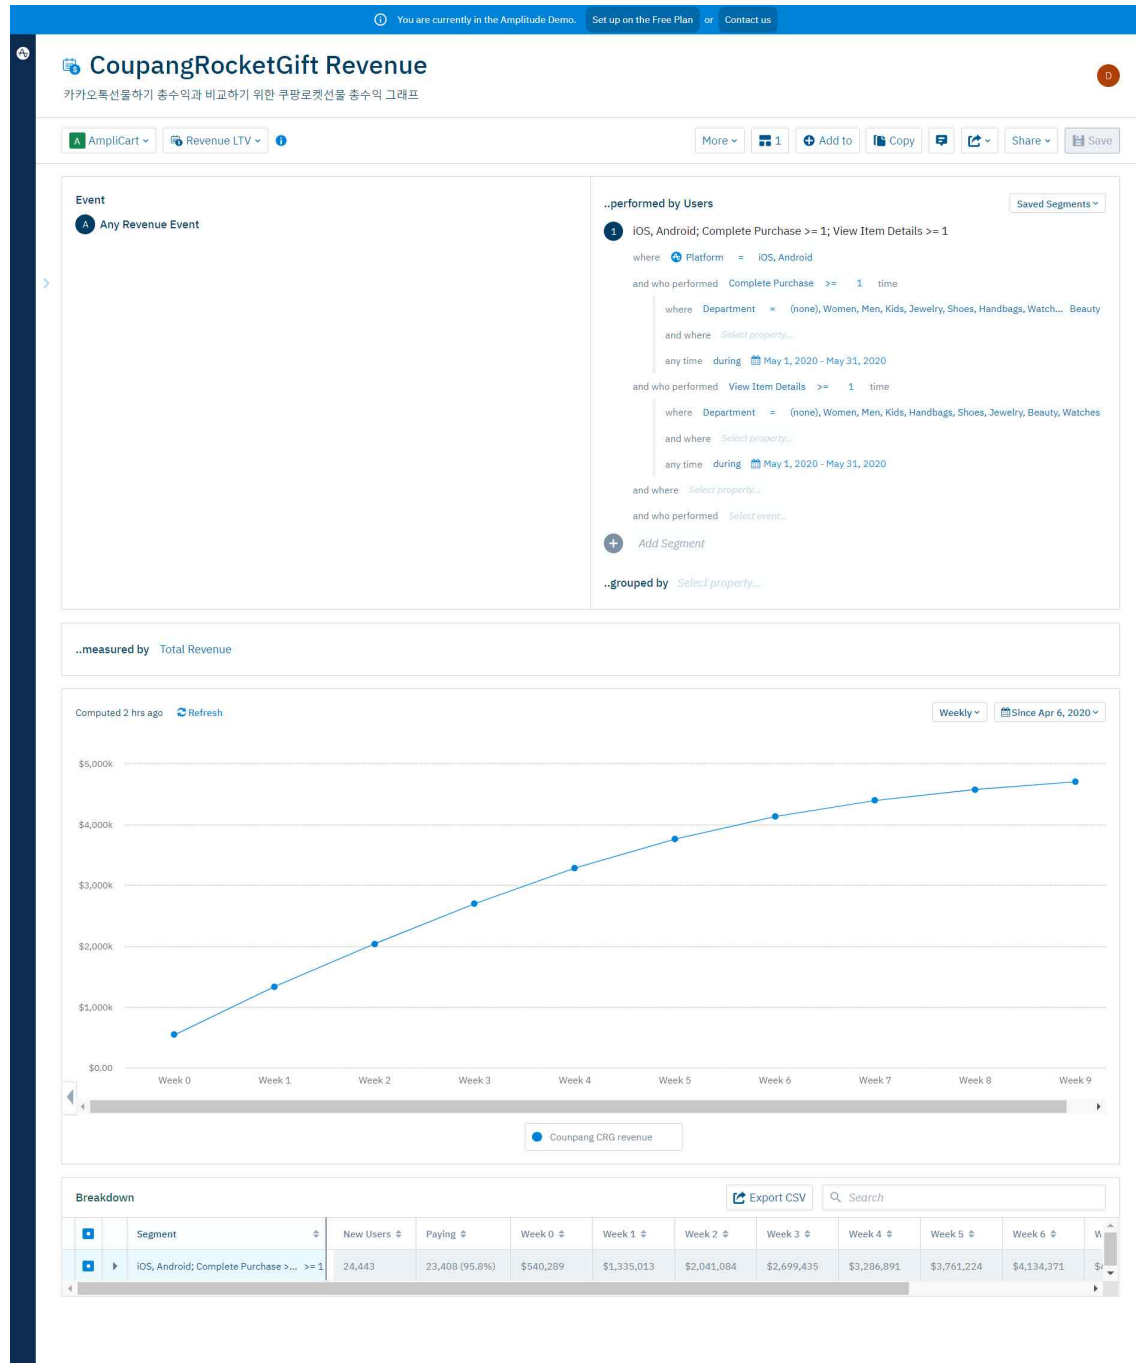 You are currently in the Amplitude Demo. Set up on the Free Plan or Contact us
CoupangRocketGift Revenue
D
카카오톡선물하기 총수익과 비교하기 위한 쿠팡로켓선물 총수익 그래프
A AmpliCart Revenue LTV More 1 Add to Copy Share Save
Event
A Any Revenue Event
..performed by Users Saved Segments
1 iOS, Android; Complete Purchase >= 1; View Item Details >= 1
where Platform = iOS, Android
and who performed Complete Purchase >= 1 time
where Department = (none), Women, Men, Kids, Jewelry, Shoes, Handbags, Watch... Beauty
and where Select property...
any time during May 1, 2020 - May 31, 2020
and who performed View Item Details >= 1 time
where Department = (none), Women, Men, Kids, Handbags, Shoes, Jewelry, Beauty, Watches
and where Select property...
any time during May 1, 2020 - May 31, 2020
and where Select property...
and who performed Select event...
+ Add Segment
..grouped by Select property...
..measured by Total Revenue
Computed 2 hrs ago Refresh Weekly Since Apr 6, 2020
$5,000k
$4,000k
$3,000k
$2,000k
$1,000k
$0.00
Week 0 Week 1 Week 2 Week 3 Week 4 Week 5 Week 6 Week 7 Week 8 Week 9
Counpang CRG revenue
Breakdown Export CSV Search
Segment New Users Paying Week 0 Week 1 Week 2 Week 3 Week 4 Week 5 Week 6
iOS, Android; Complete Purchase >... >= 1 24,443 23,408 (95.8%) $540,289 $1,335,013 $2,041,084 $2,699,435 $3,286,891 $3,761,224 $4,134,371